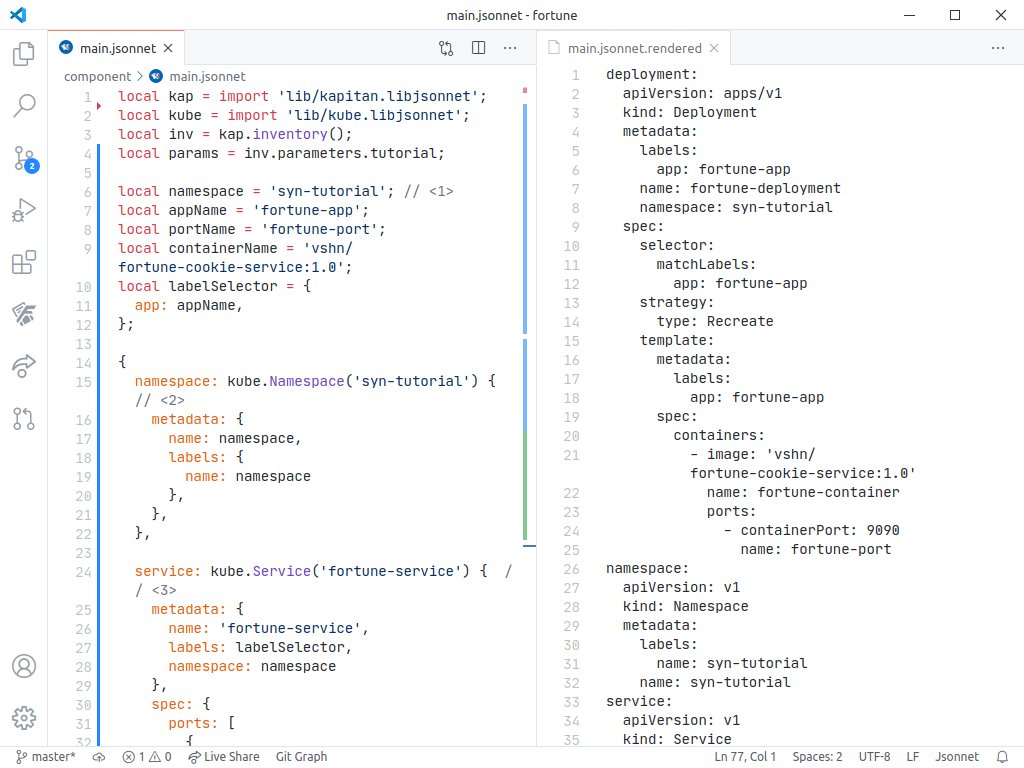 main.jsonnet - fortune
main.jsonnet
component > main.jsonnet
1 local kap = import 'lib/kapitan.libjsonnet';
2 local kube = import 'lib/kube.libjsonnet';
3 local inv = kap.inventory();
4 local params = inv.parameters.tutorial;
5
6 local namespace = 'syn-tutorial'; // <1>
7 local appName = 'fortune-app';
8 local portName = 'fortune-port';
9 local containerName = 'vshn/
fortune-cookie-service:1.0';
10 local labelSelector = {
11 app: appName,
12 };
13
14 {
15 namespace: kube.Namespace('syn-tutorial') {
// <2>
16 metadata: {
17 name: namespace,
18 labels: {
19 name: namespace
20 },
21 },
22 },
23
24 service: kube.Service('fortune-service') { /
/ <3>
25 metadata: {
26 name: 'fortune-service',
27 labels: labelSelector,
28 namespace: namespace
29 },
30 spec: {
31 ports: [
32 {
main.jsonnet.rendered
1 deployment:
2 apiVersion: apps/v1
3 kind: Deployment
4 metadata:
5 labels:
6 app: fortune-app
7 name: fortune-deployment
8 namespace: syn-tutorial
9 spec:
10 selector:
11 matchLabels:
12 app: fortune-app
13 strategy:
14 type: Recreate
15 template:
16 metadata:
17 labels:
18 app: fortune-app
19 spec:
20 containers:
21 - image: 'vshn/
fortune-cookie-service:1.0'
22 name: fortune-container
23 ports:
24 - containerPort: 9090
25 name: fortune-port
26 namespace:
27 apiVersion: v1
28 kind: Namespace
29 metadata:
30 labels:
31 name: syn-tutorial
32 name: syn-tutorial
33 service:
34 apiVersion: v1
35 kind: Service
2
master* 1 0 Live Share Git Graph Ln 77, Col 1 Spaces: 2 UTF-8 LF Jsonnet